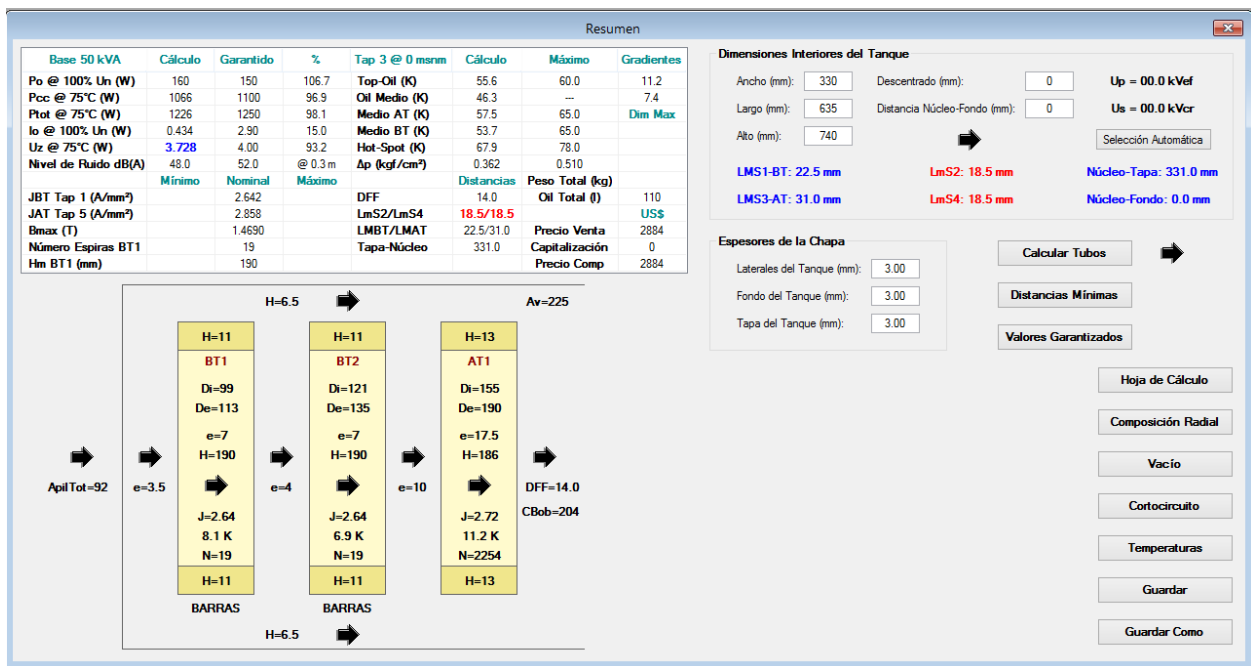 Resumen
Base 50 kVA Cálculo Garantido % Tap 3 @ 0 msnm Cálculo Máximo Gradientes
Po @ 100% Un (W) 160 150 106.7 Top-Oil (K) 55.6 60.0 11.2
Pcc @ 75°C (W) 1066 1100 96.9 Oil Medio (K) 46.3 --- 7.4
Ptot @ 75°C (W) 1226 1250 98.1 Medio AT (K) 57.5 65.0 Dim Max
Io @ 100% Un (W) 0.434 2.90 15.0 Medio BT (K) 53.7 65.0
Uz @ 75°C (W) 3.728 4.00 93.2 Hot-Spot (K) 67.9 78.0
Nivel de Ruido dB(A) 48.0 52.0 @ 0.3 m Δp (kgf/cm²) 0.362 0.510
Mínimo Nominal Máximo Distancias Peso Total (kg)
JBT Tap 1 (A/mm²) 2.642 DFF 14.0 Oil Total (l) 110
JAT Tap 5 (A/mm²) 2.858 LmS2/LmS4 18.5/18.5 US$
Bmax (T) 1.4690 LMBT/LMAT 22.5/31.0 Precio Venta 2884
Número Espiras BT1 19 Tapa-Núcleo 331.0 Capitalización 0
Hm BT1 (mm) 190 Precio Comp 2884
Dimensiones Interiores del Tanque
Ancho (mm): 330 Descentrado (mm): 0 Up = 00.0 kVef
Largo (mm): 635 Distancia Núcleo-Fondo (mm): 0 Us = 00.0 kVcr
Alto (mm): 740 Selección Automática
LMS1-BT: 22.5 mm LmS2: 18.5 mm Núcleo-Tapa: 331.0 mm
LMS3-AT: 31.0 mm LmS4: 18.5 mm Núcleo-Fondo: 0.0 mm
Espesores de la Chapa
Laterales del Tanque (mm): 3.00
Fondo del Tanque (mm): 3.00
Tapa del Tanque (mm): 3.00
Calcular Tubos
Distancias Mínimas
Valores Garantizados
Hoja de Cálculo
Composición Radial
Vacío
Cortocircuito
Temperaturas
Guardar
Guardar Como
H=6.5 Av=225
H=11 H=11 H=13
BT1 BT2 AT1
Di=99 Di=121 Di=155
De=113 De=135 De=190
e=7 e=7 e=17.5
H=190 H=190 H=186
ApilTot=92 e=3.5 e=4 e=10 DFF=14.0
CBob=204
J=2.64 J=2.64 J=2.72
8.1 K 6.9 K 11.2 K
N=19 N=19 N=2254
H=11 H=11 H=13
BARRAS BARRAS
H=6.5